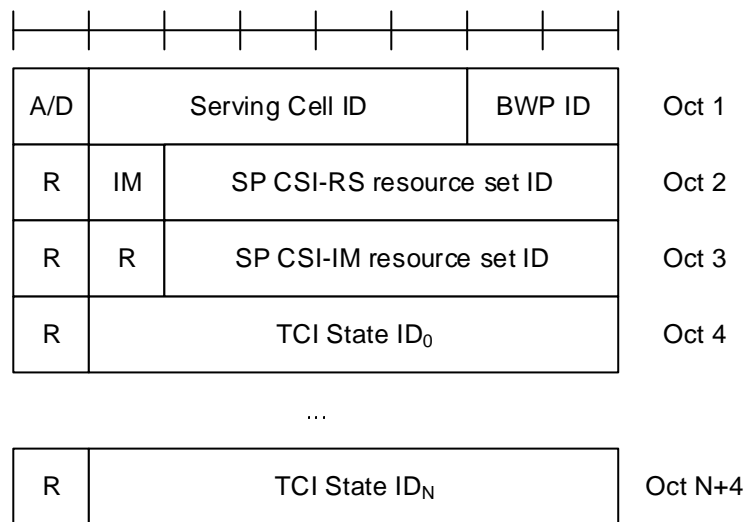 A/D Serving Cell ID BWP ID Oct 1
R IM SP CSI-RS resource set ID Oct 2
R R SP CSI-IM resource set ID Oct 3
R TCI State ID₀ Oct 4
...
R TCI State ID_N Oct N+4